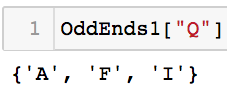 1 OddEnds1["Q"]
{'A', 'F', 'I'}